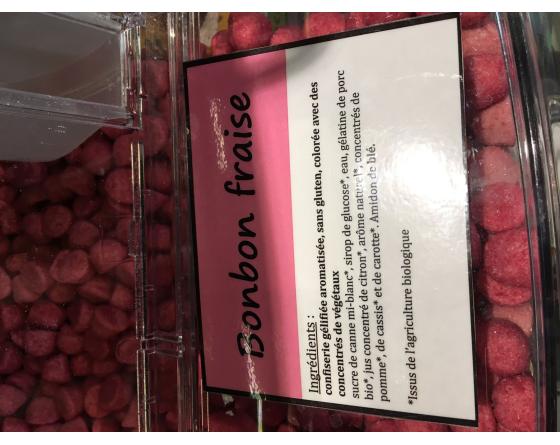 Bonbon fraise
Ingrédients :
confiserie gélifiée aromatisée, sans gluten, colorée avec des
concentrés de végétaux
sucre de canne mi-blanc*, sirop de glucose*, eau, gélatine de porc
bio*, jus concentré de citron*, arôme naturel*, concentrés de
pomme*, de cassis* et de carotte*. Amidon de blé.
*Issus de l'agriculture biologique